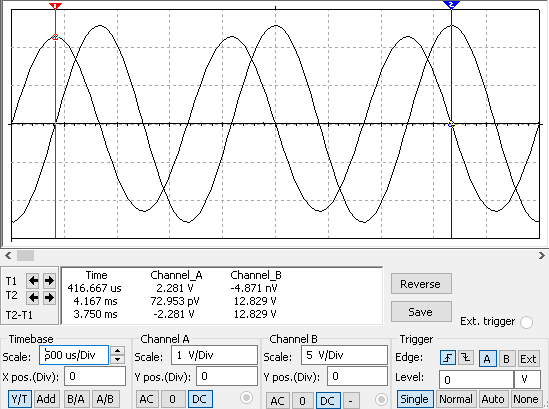 1 2
T1
T2
T2-T1
Time Channel_A Channel_B
416.667 us 2.281 V -4.871 nV
4.167 ms 72.953 pV 12.829 V
3.750 ms -2.281 V 12.829 V
Reverse
Save
Ext. trigger
Timebase
Scale: 500 us/Div
X pos.(Div): 0
Y/T Add B/A A/B
Channel A
Scale: 1 V/Div
Y pos.(Div): 0
AC 0 DC
Channel B
Scale: 5 V/Div
Y pos.(Div): 0
AC 0 DC -
Trigger
Edge: A B Ext
Level: 0 V
Single Normal Auto None